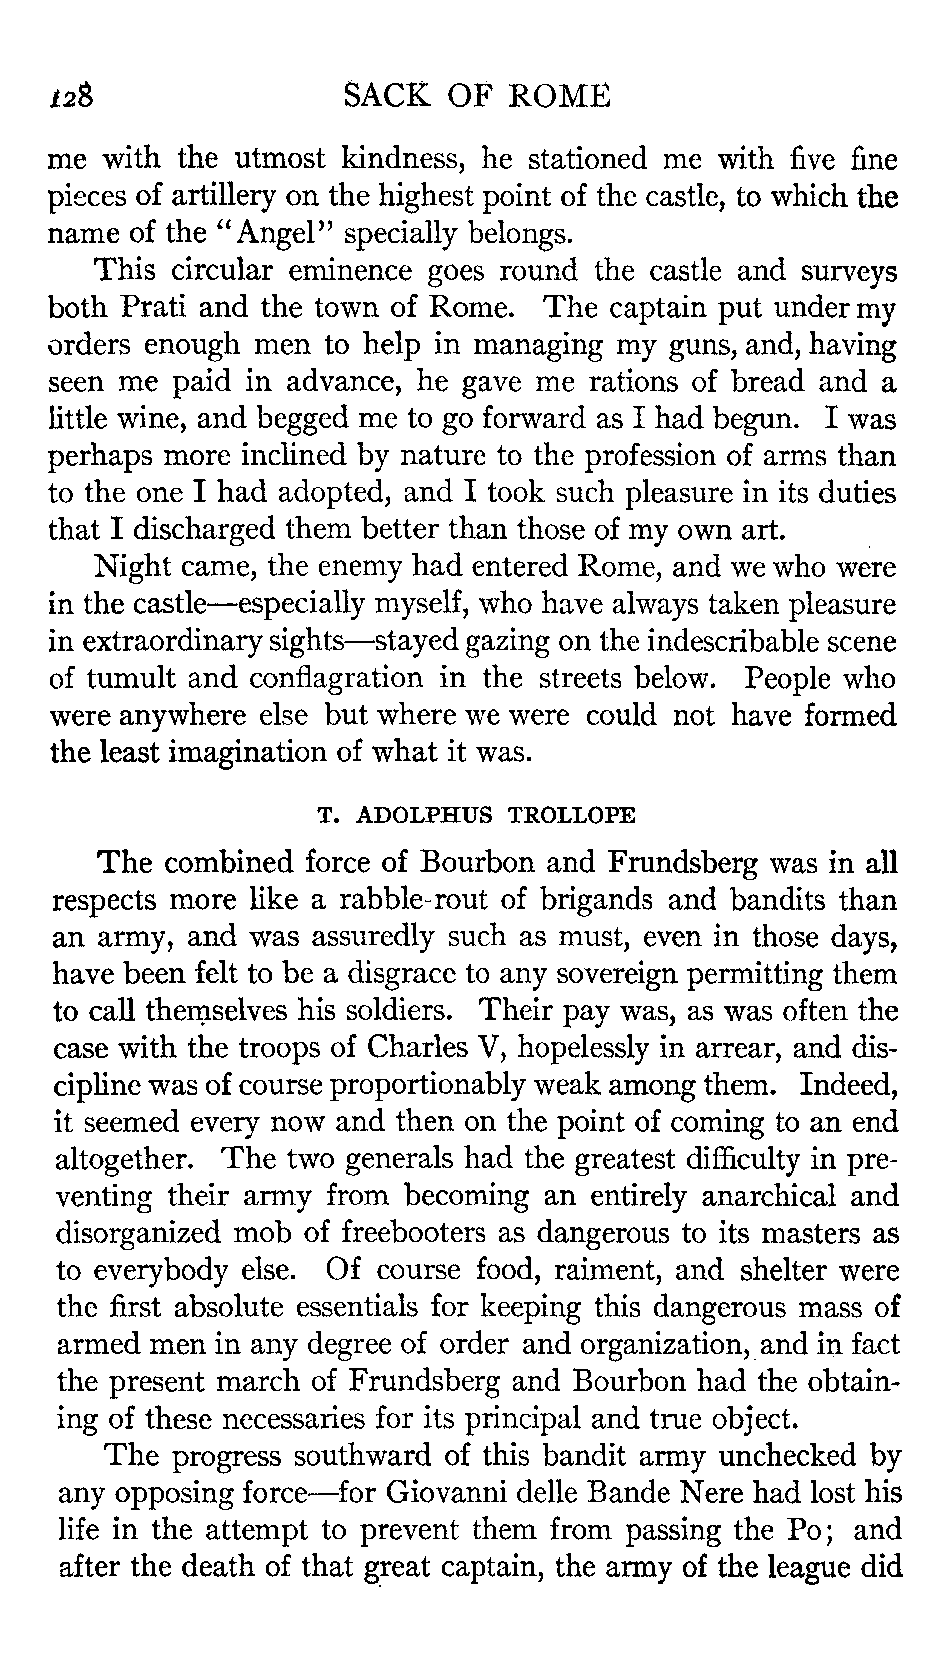 128 SACK OF ROME
me with the utmost kindness, he stationed me with five fine
pieces of artillery on the highest point of the castle, to which the
name of the "Angel" specially belongs.
This circular eminence goes round the castle and surveys
both Prati and the town of Rome. The captain put under my
orders enough men to help in managing my guns, and, having
seen me paid in advance, he gave me rations of bread and a
little wine, and begged me to go forward as I had begun. I was
perhaps more inclined by nature to the profession of arms than
to the one I had adopted, and I took such pleasure in its duties
that I discharged them better than those of my own art.
Night came, the enemy had entered Rome, and we who were
in the castle—especially myself, who have always taken pleasure
in extraordinary sights—stayed gazing on the indescribable scene
of tumult and conflagration in the streets below. People who
were anywhere else but where we were could not have formed
the least imagination of what it was.
T. ADOLPHUS TROLLOPE
The combined force of Bourbon and Frundsberg was in all
respects more like a rabble-rout of brigands and bandits than
an army, and was assuredly such as must, even in those days,
have been felt to be a disgrace to any sovereign permitting them
to call themselves his soldiers. Their pay was, as was often the
case with the troops of Charles V, hopelessly in arrear, and dis-
cipline was of course proportionably weak among them. Indeed,
it seemed every now and then on the point of coming to an end
altogether. The two generals had the greatest difficulty in pre-
venting their army from becoming an entirely anarchical and
disorganized mob of freebooters as dangerous to its masters as
to everybody else. Of course food, raiment, and shelter were
the first absolute essentials for keeping this dangerous mass of
armed men in any degree of order and organization, and in fact
the present march of Frundsberg and Bourbon had the obtain-
ing of these necessaries for its principal and true object.
The progress southward of this bandit army unchecked by
any opposing force—for Giovanni delle Bande Nere had lost his
life in the attempt to prevent them from passing the Po; and
after the death of that great captain, the army of the league did